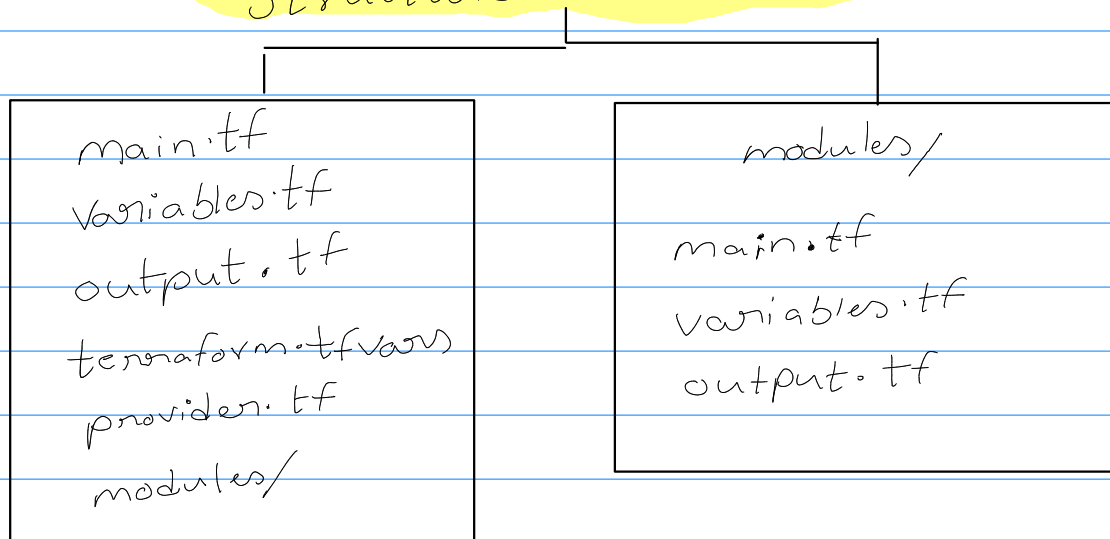 main.tf
variables.tf
output.tf
terraform.tfvars
provider.tf
modules/
modules/
main.tf
variables.tf
output.tf